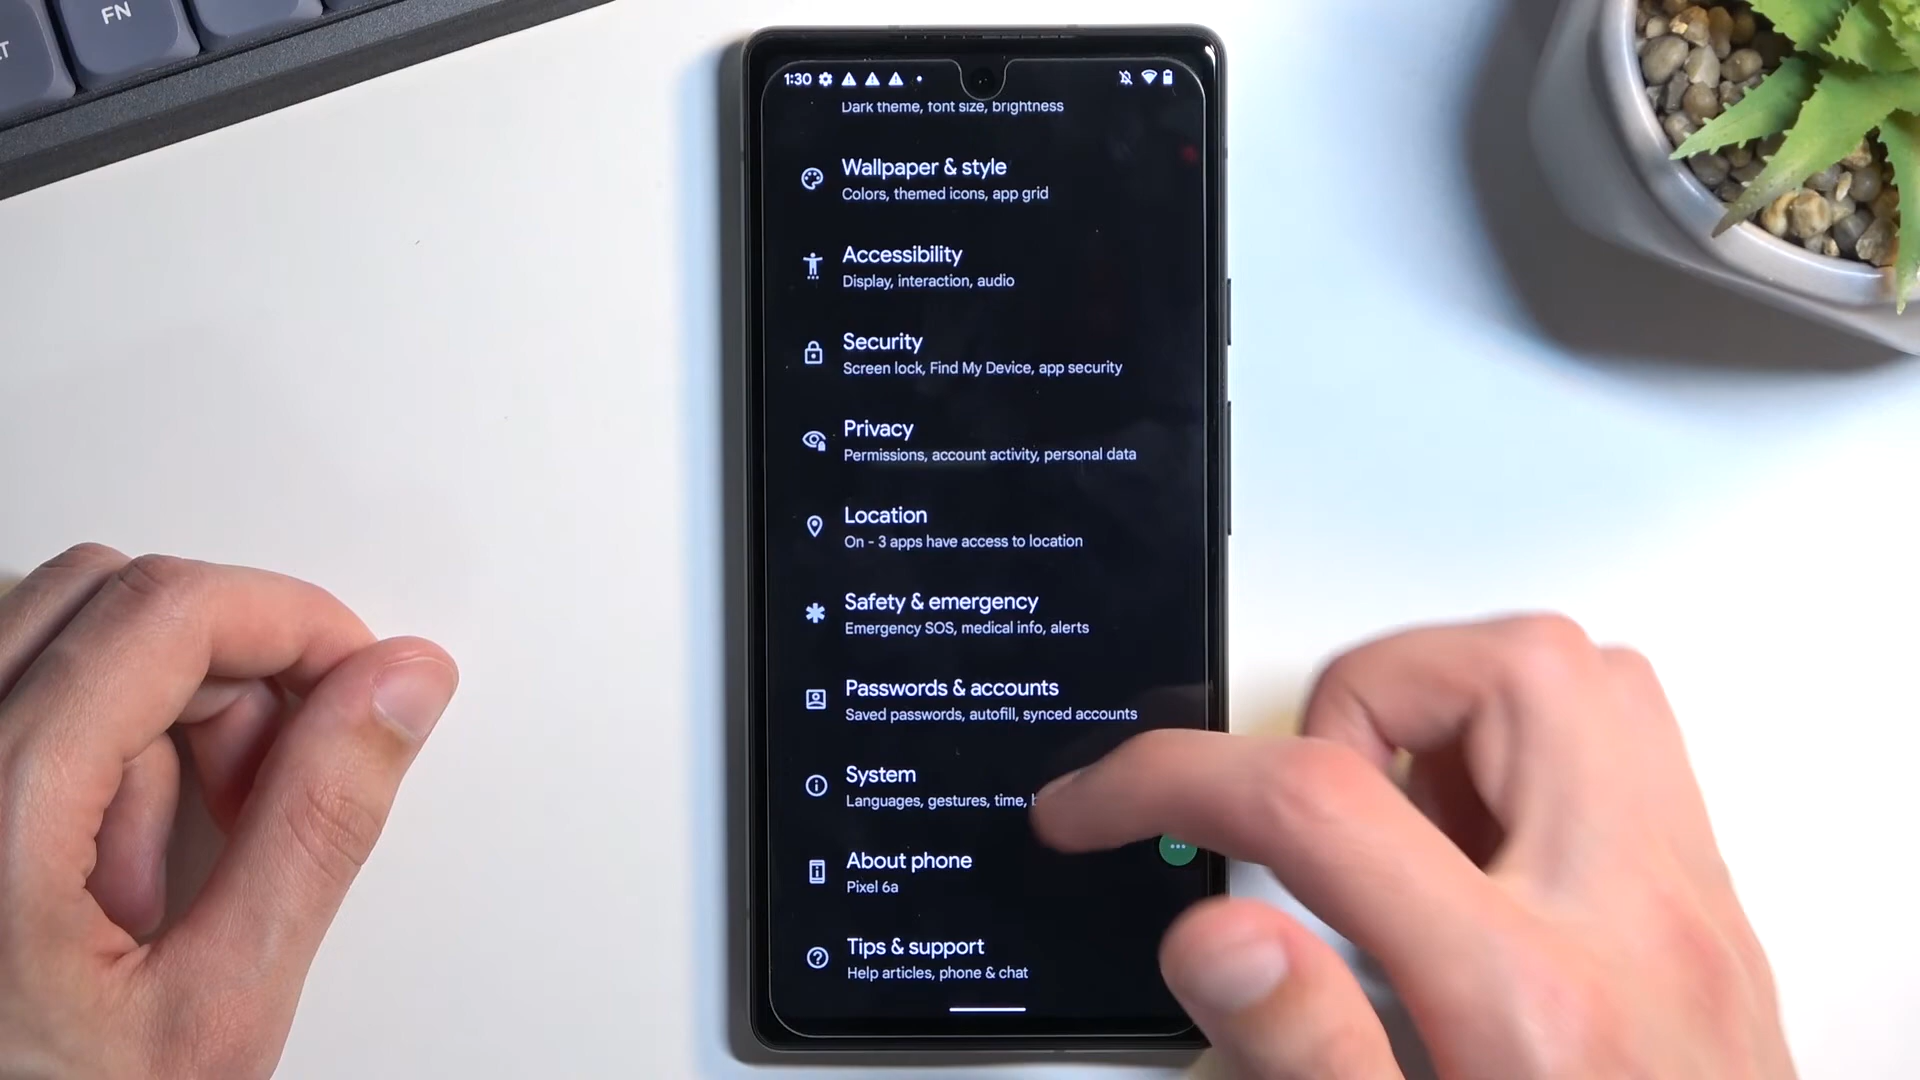 FN
1:30
Dark theme, font size, brightness
Wallpaper & style
Colors, themed icons, app grid
Accessibility
Display, interaction, audio
Security
Screen lock, Find My Device, app security
Privacy
Permissions, account activity, personal data
Location
On - 3 apps have access to location
Safety & emergency
Emergency SOS, medical info, alerts
Passwords & accounts
Saved passwords, autofill, synced accounts
System
Languages, gestures, time,
About phone
Pixel 6a
Tips & support
Help articles, phone & chat